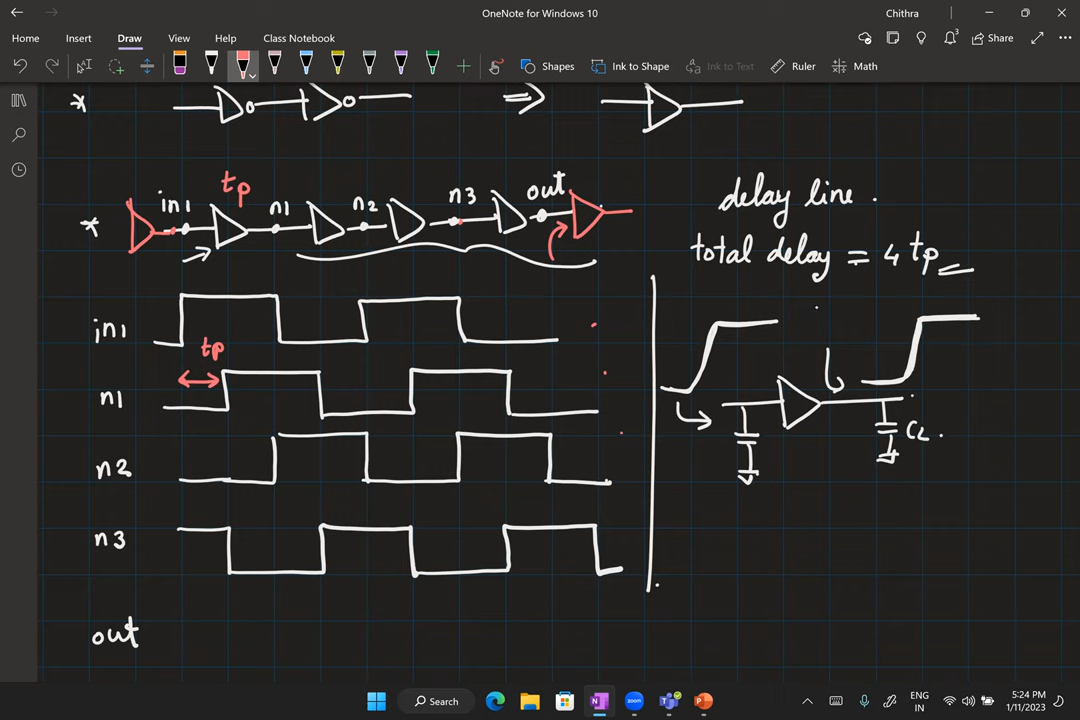 OneNote for Windows 10
Chithra
Home Insert Draw View Help Class Notebook
3
Share
Shapes Ink to Shape Ink to Text Ruler Math
* ⇒
tp
* in1 n1 n2 n3 out
delay line.
total delay = 4 tp
in1
tp
n1
n2
n3
out
CL
Search
ENG
IN
5:24 PM
1/11/2023